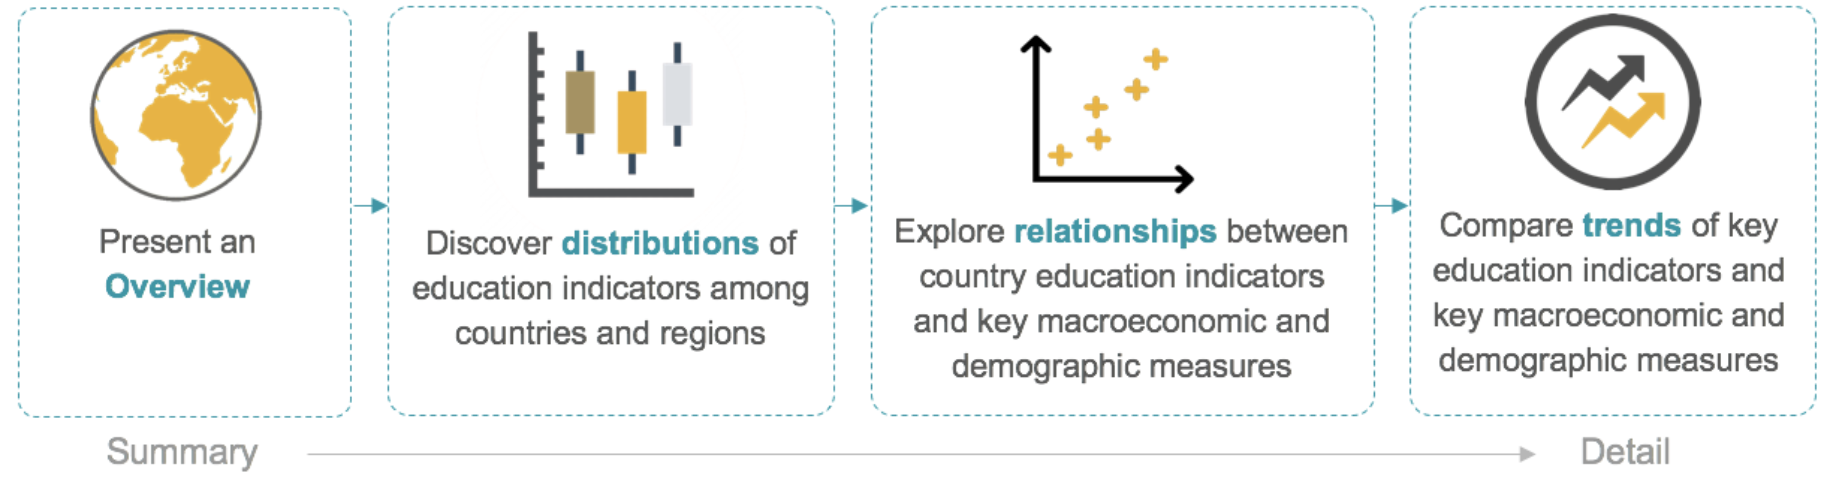 Present an
Overview
Discover distributions of
education indicators among
countries and regions
Explore relationships between
country education indicators
and key macroeconomic and
demographic measures
Compare trends of key
education indicators and
key macroeconomic and
demographic measures
Summary
Detail